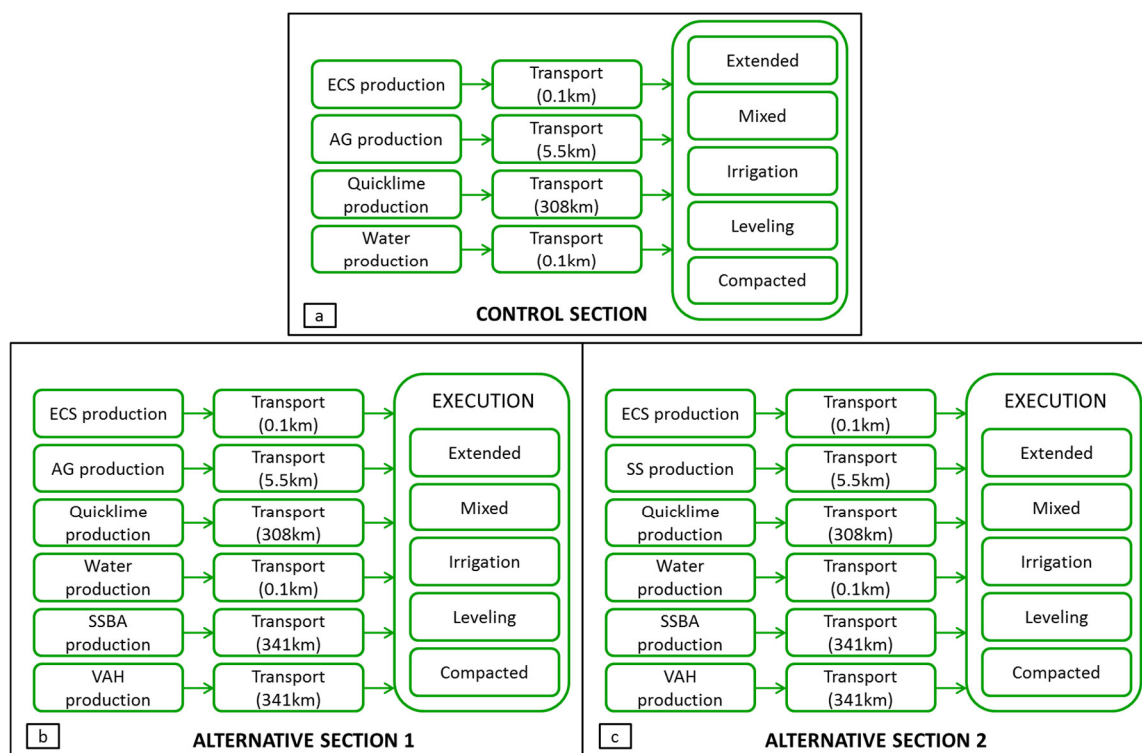 ECS production
Transport
(0.1km)
AG production
Transport
(5.5km)
Quicklime
production
Transport
(308km)
Water
production
Transport
(0.1km)
Extended
Mixed
Irrigation
Leveling
Compacted
a
CONTROL SECTION
ECS production
Transport
(0.1km)
AG production
Transport
(5.5km)
Quicklime
production
Transport
(308km)
Water
production
Transport
(0.1km)
SSBA
production
Transport
(341km)
VAH
production
Transport
(341km)
EXECUTION
Extended
Mixed
Irrigation
Leveling
Compacted
b
ALTERNATIVE SECTION 1
ECS production
Transport
(0.1km)
SS production
Transport
(5.5km)
Quicklime
production
Transport
(308km)
Water
production
Transport
(0.1km)
SSBA
production
Transport
(341km)
VAH
production
Transport
(341km)
EXECUTION
Extended
Mixed
Irrigation
Leveling
Compacted
c
ALTERNATIVE SECTION 2